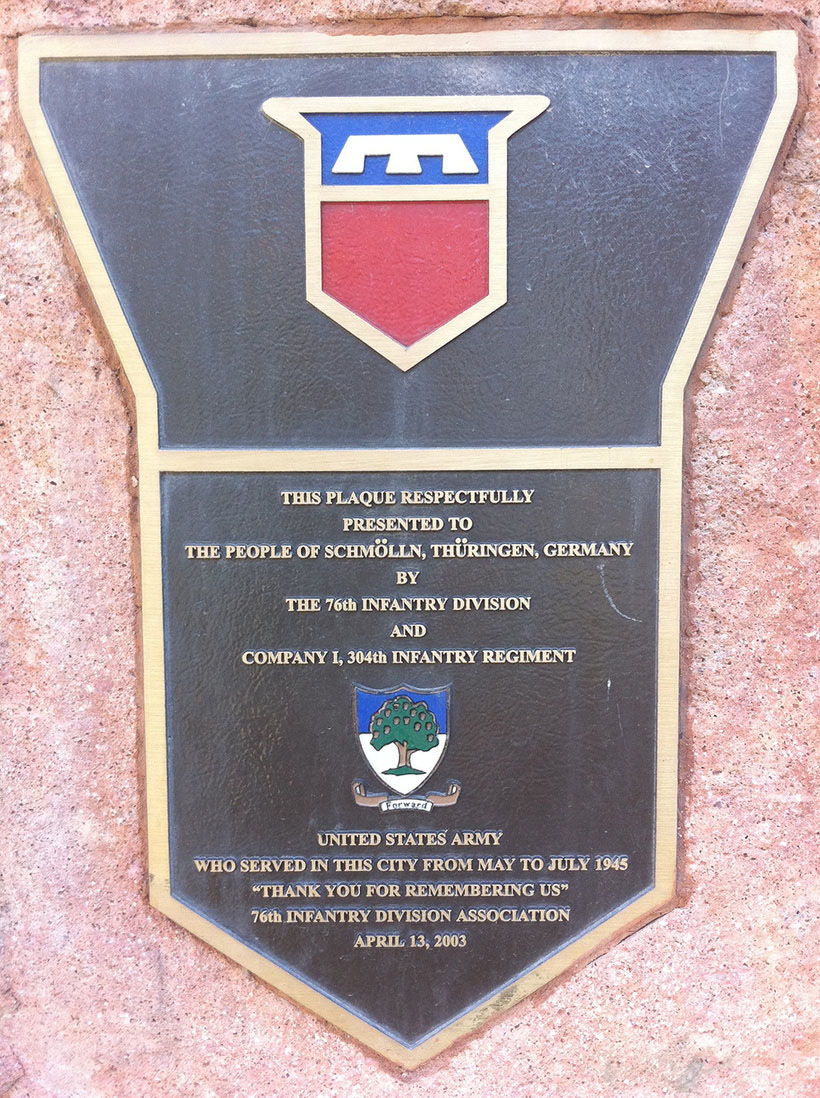 THIS PLAQUE RESPECTFULLY
PRESENTED TO
THE PEOPLE OF SCHMÖLLN, THÜRINGEN, GERMANY
BY
THE 76th INFANTRY DIVISION
AND
COMPANY I, 304th INFANTRY REGIMENT
Forward
UNITED STATES ARMY
WHO SERVED IN THIS CITY FROM MAY TO JULY 1945
“THANK YOU FOR REMEMBERING US”
76th INFANTRY DIVISION ASSOCIATION
APRIL 13, 2003